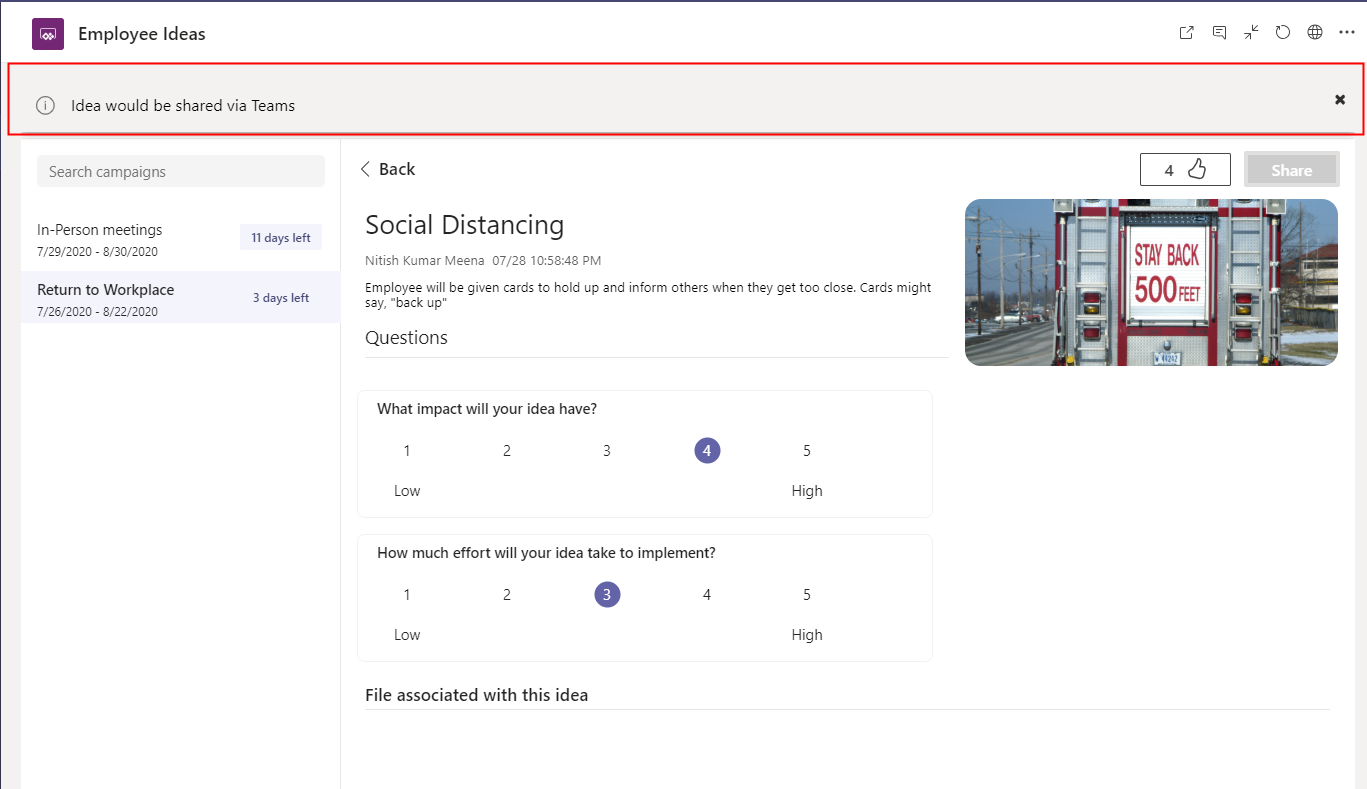 Employee Ideas
Idea would be shared via Teams
Search campaigns
In-Person meetings
7/29/2020 - 8/30/2020
11 days left
Return to Workplace
7/26/2020 - 8/22/2020
3 days left
Back
4
Share
Social Distancing
Nitish Kumar Meena 07/28 10:58:48 PM
Employee will be given cards to hold up and inform others when they get too close. Cards might
say, "back up"
STAY BACK
500 FEET
Questions
What impact will your idea have?
1 2 3 4 5
Low High
How much effort will your idea take to implement?
1 2 3 4 5
Low High
File associated with this idea